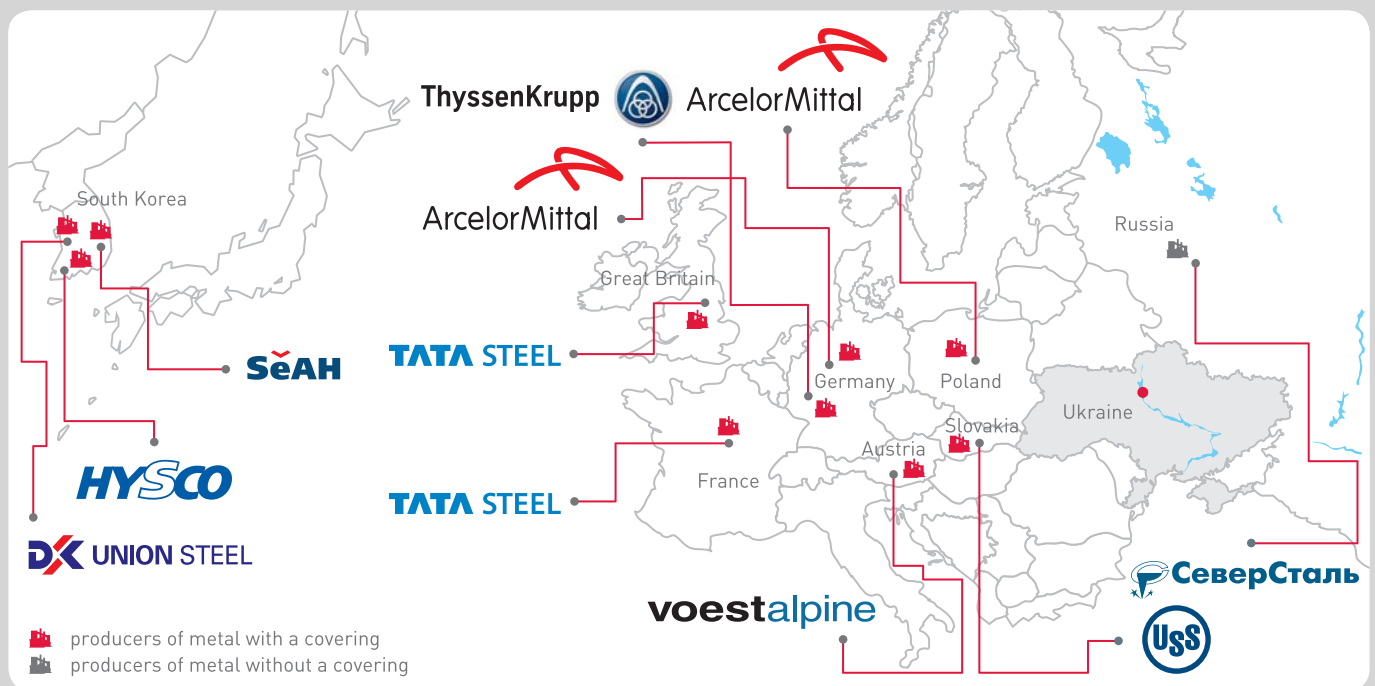 ThyssenKrupp
ArcelorMittal
ArcelorMittal
South Korea
Russia
Great Britain
TATA STEEL
SeAH
Germany
Poland
Ukraine
Slovakia
Austria
France
HYSCO
TATA STEEL
DK UNION STEEL
СеверСталь
voestalpine
USS
producers of metal with a covering
producers of metal without a covering